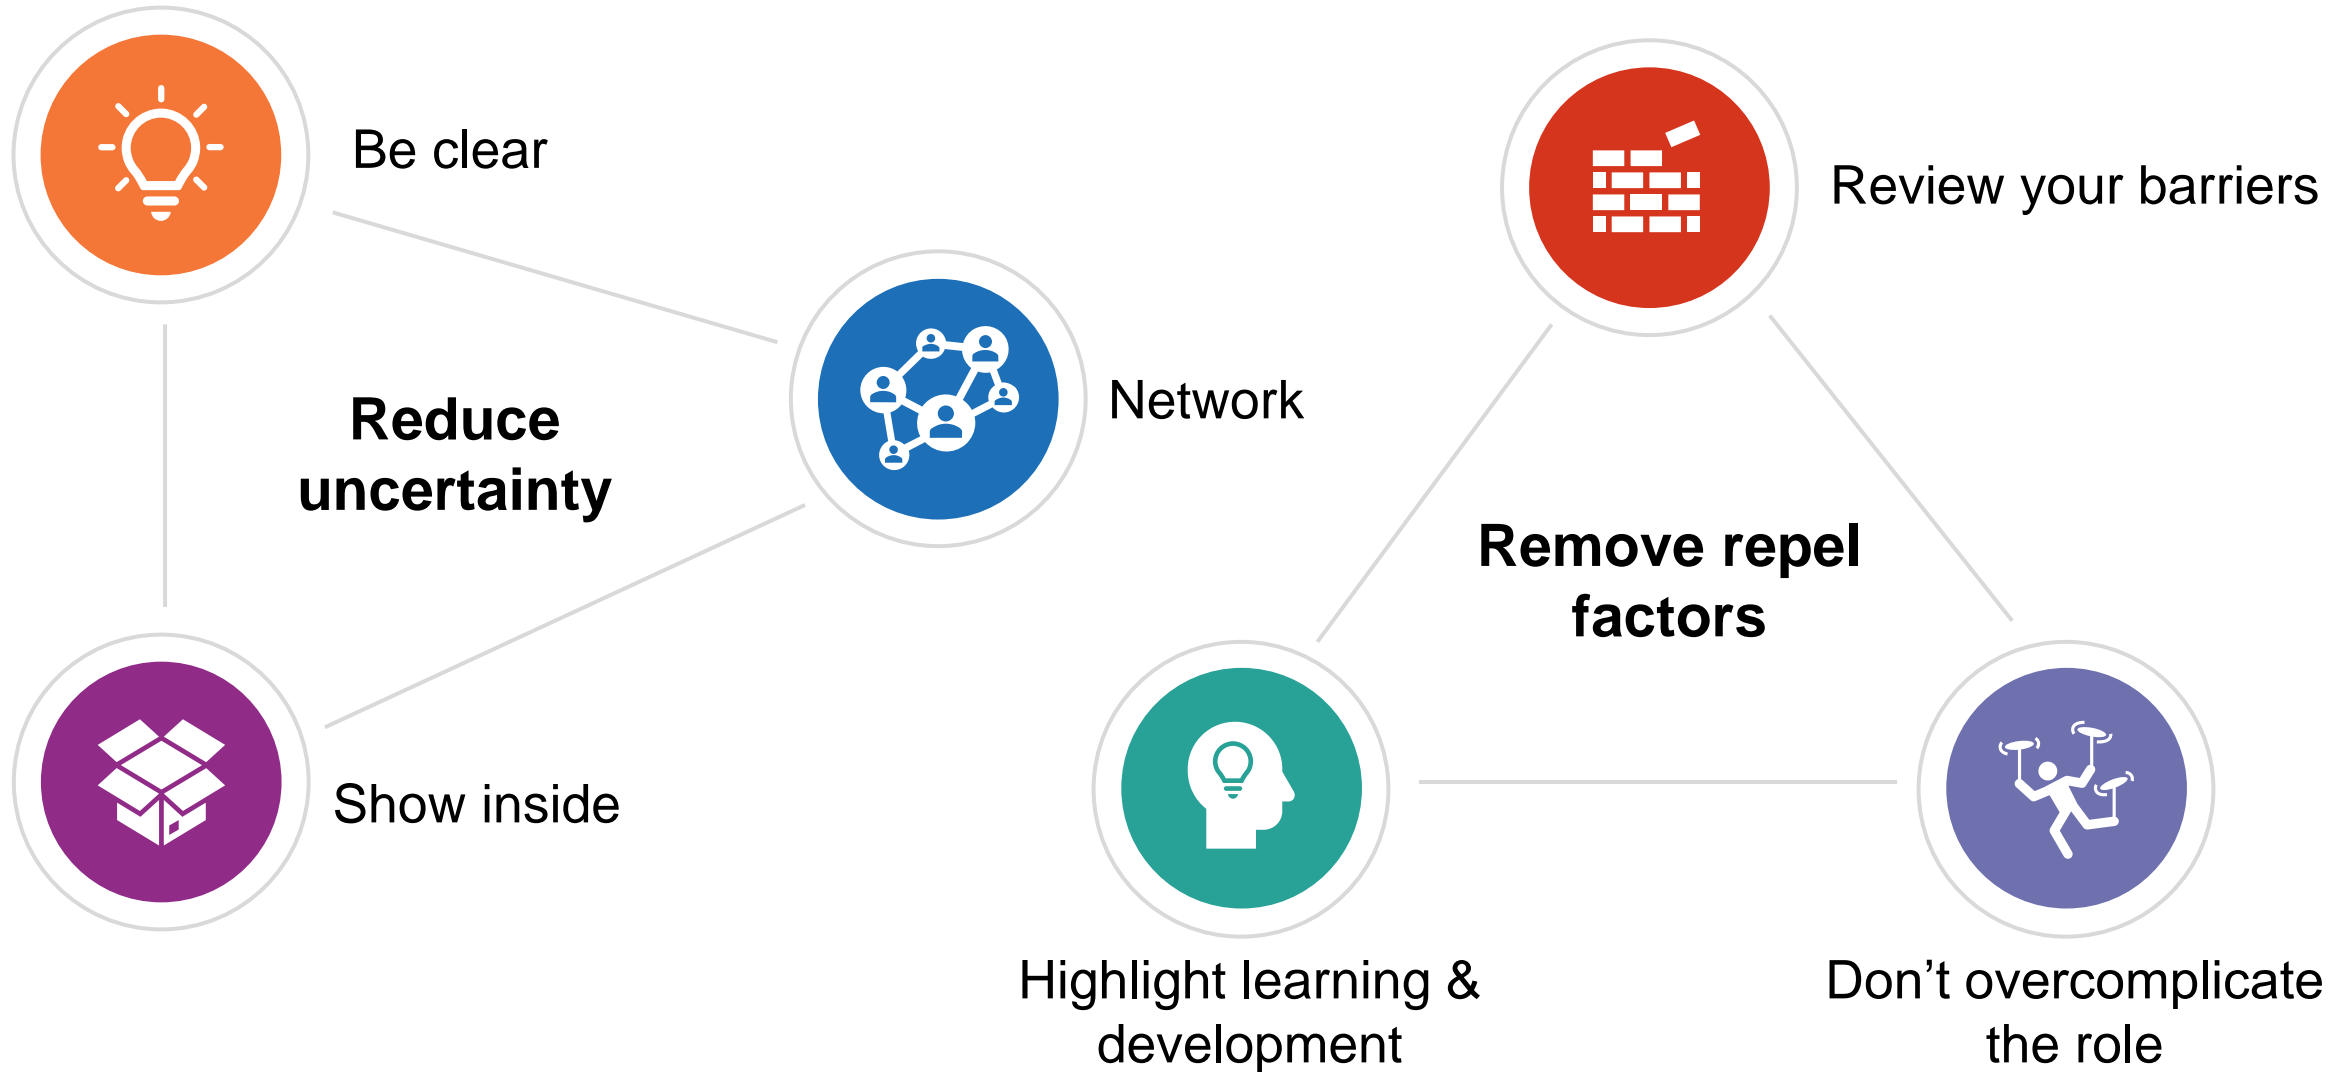 Be clear
Network
Reduce
uncertainty
Show inside
Review your barriers
Remove repel
factors
Highlight learning &
development
Don’t overcomplicate
the role